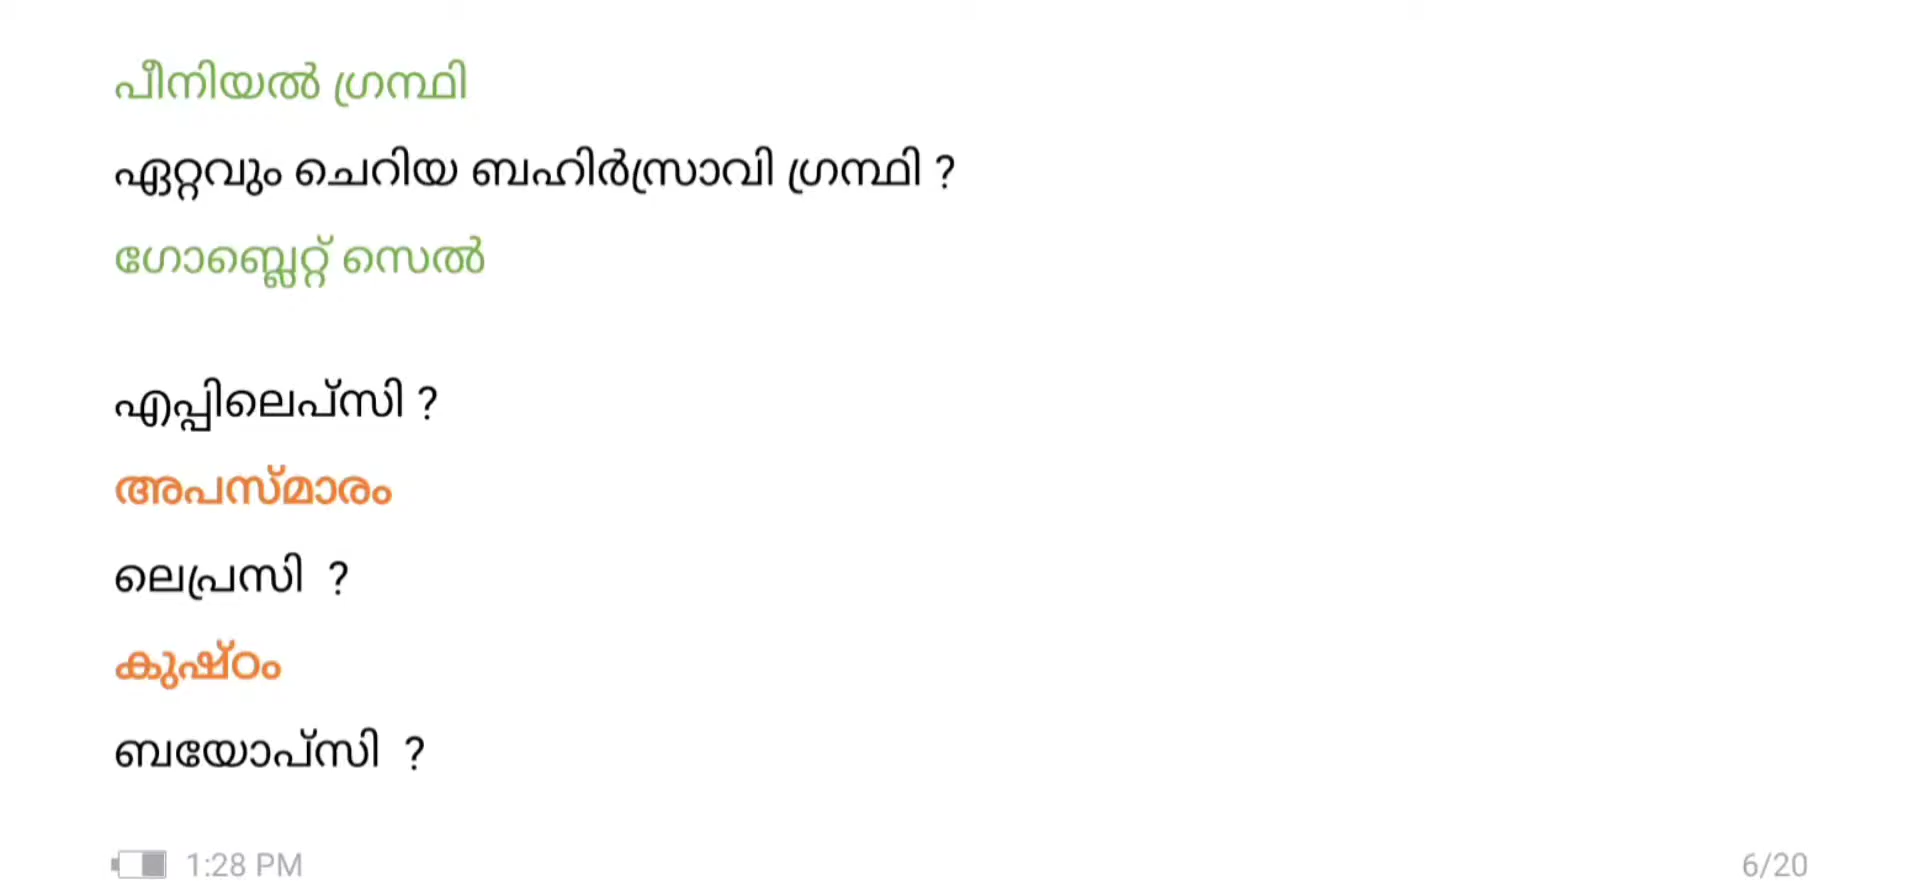 പീനിയൽ ഗ്രന്ഥി
ഏറ്റവും ചെറിയ ബഹിർസ്രാവി ഗ്രന്ഥി ?
ഗോബ്ലെറ്റ് സെൽ
എപ്പിലെപ്സി ?
അപസ്മാരം
ലെപ്രസി ?
കുഷ്ഠം
ബയോപ്സി ?
1:28 PM
6/20